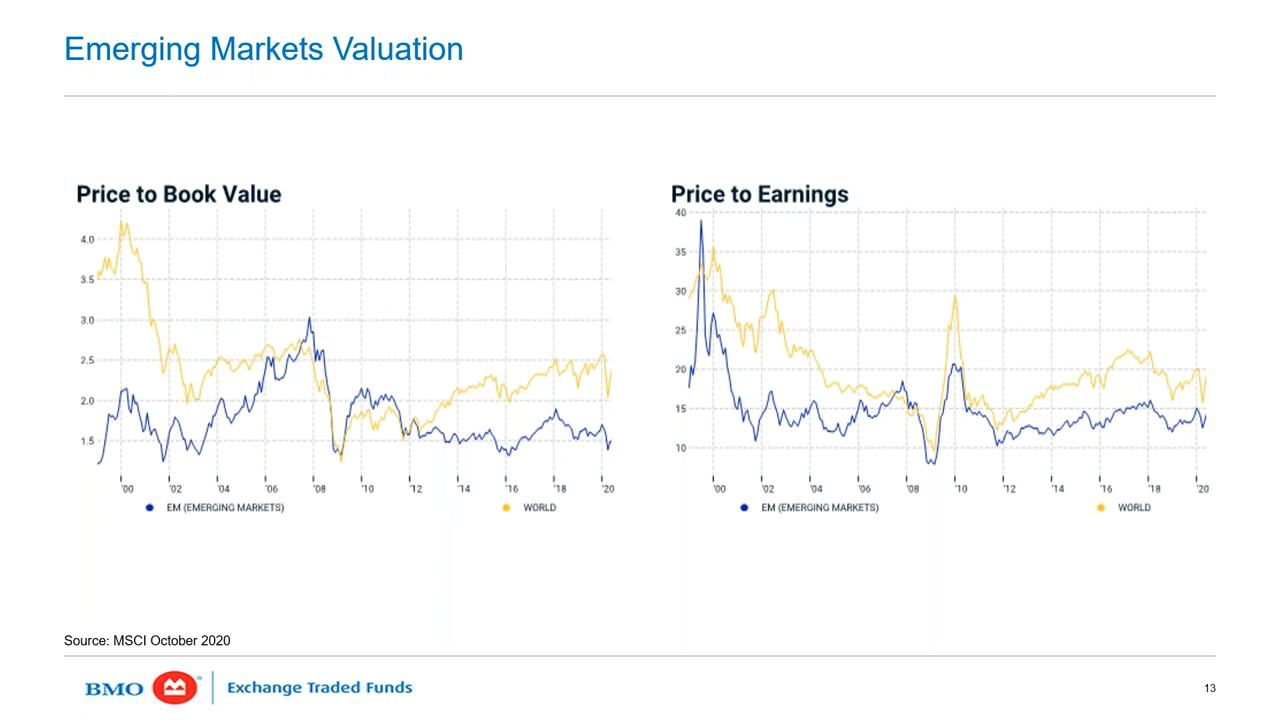 Emerging Markets Valuation
Price to Book Value
4.0
3.5
3.0
2.5
2.0
1.5
'00 '02 '04 '06 '08 '10 '12 '14 '16 '18 '20
EM (EMERGING MARKETS) WORLD
Price to Earnings
40
35
30
25
20
15
10
'00 '02 '04 '06 '08 '10 '12 '14 '16 '18 '20
EM (EMERGING MARKETS) WORLD
Source: MSCI October 2020
BMO Exchange Traded Funds
13